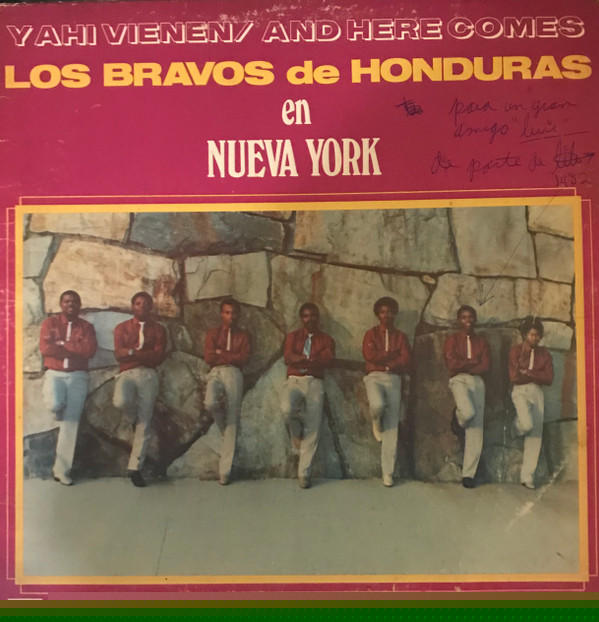 Y AHI VIENEN/ AND HERE COMES
LOS BRAVOS de HONDURAS
en
NUEVA YORK
para un gran
amigo "luis"
de parte de
1982